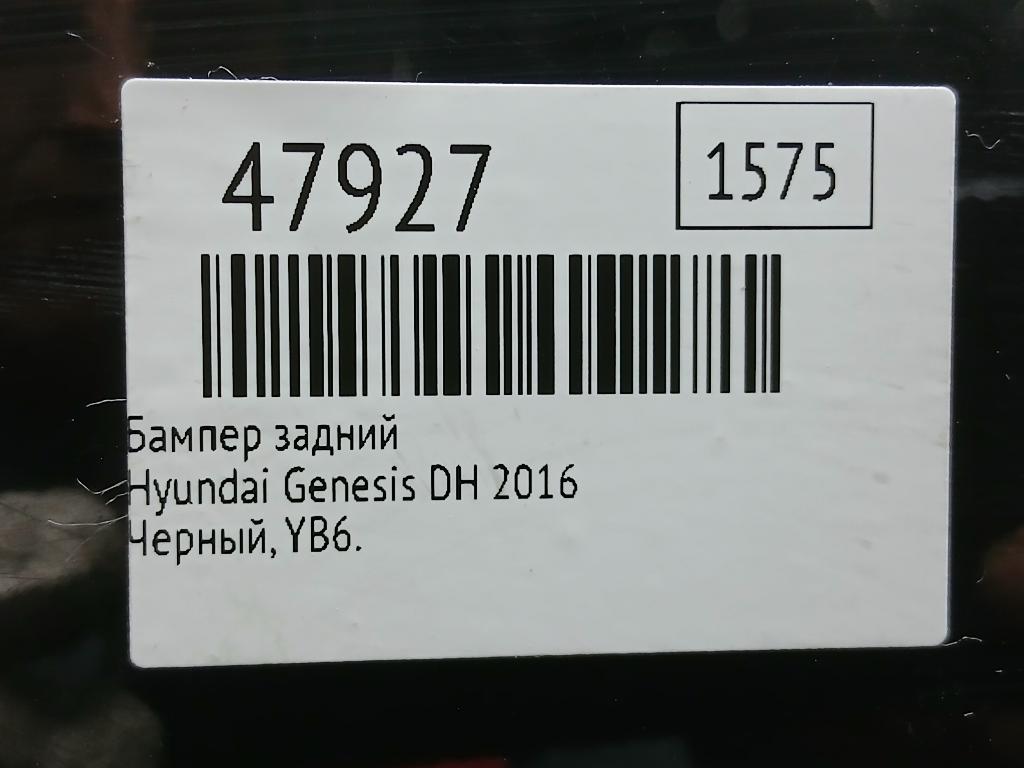 47927
1575
Бампер задний
Hyundai Genesis DH 2016
Черный, YB6.